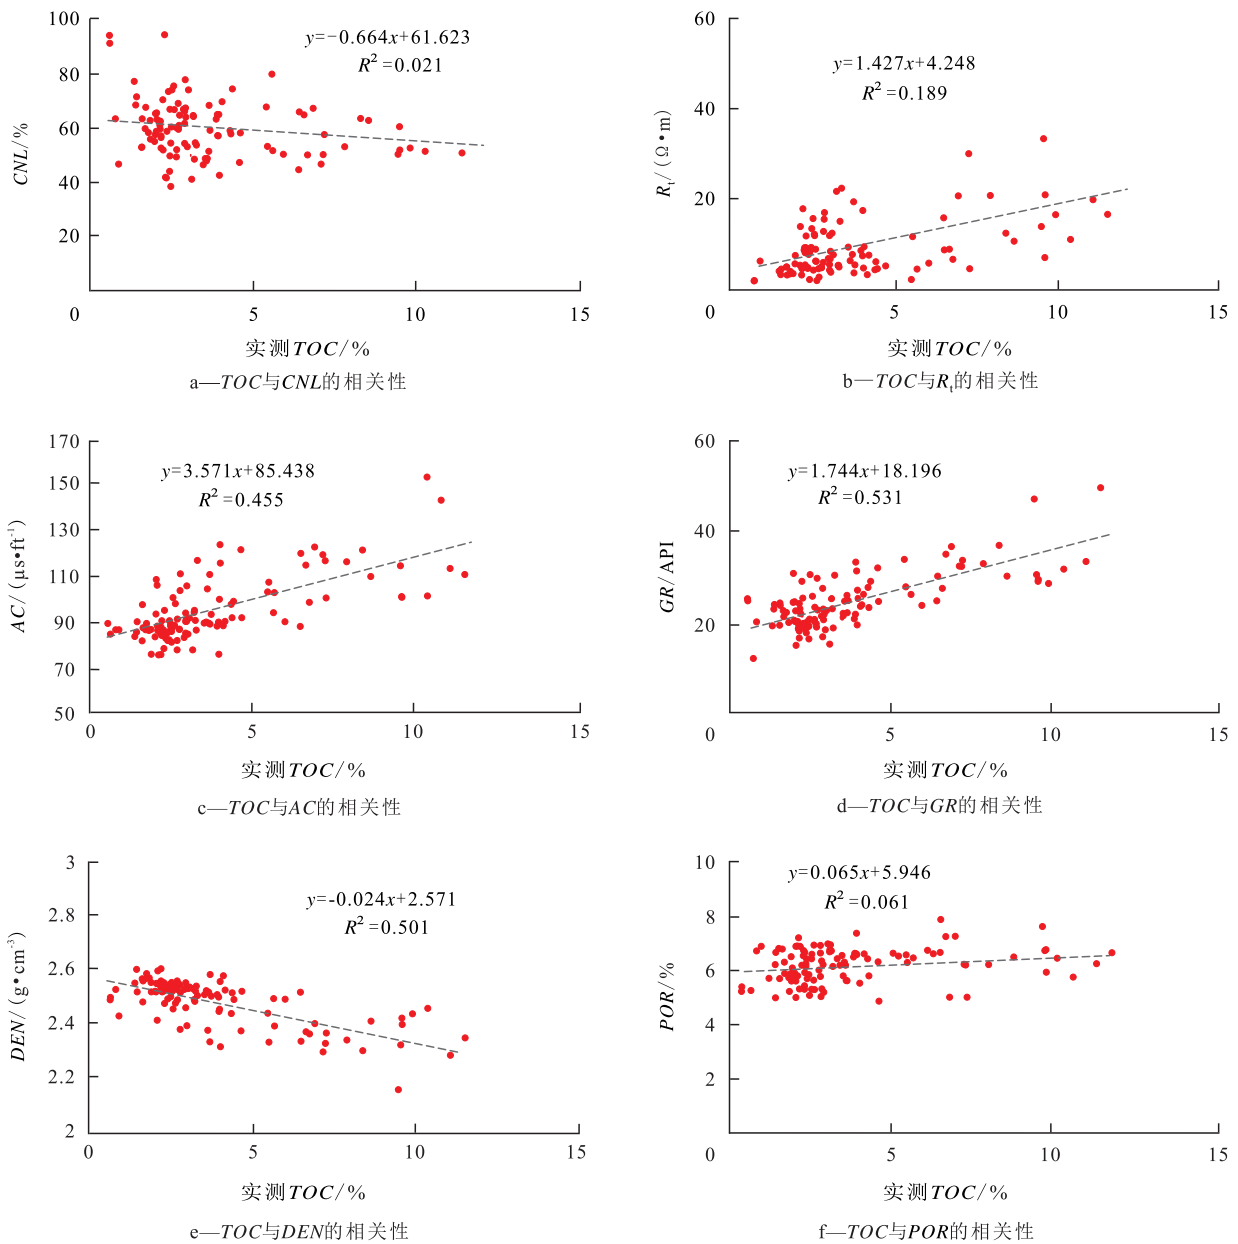 100
80
60
40
20
0
5
10
15
CNL/%
y=−0.664x+61.623
R²=0.021
实测TOC/%
a—TOC与CNL的相关性
60
40
20
0
5
10
15
Rt/(Ω•m)
y=1.427x+4.248
R²=0.189
实测TOC/%
b—TOC与Rt的相关性
170
150
130
110
90
70
50
0
5
10
15
AC/(μs•ft⁻¹)
y=3.571x+85.438
R²=0.455
实测TOC/%
c—TOC与AC的相关性
60
40
20
0
5
10
15
GR/API
y=1.744x+18.196
R²=0.531
实测TOC/%
d—TOC与GR的相关性
3
2.8
2.6
2.4
2.2
2
0
5
10
15
DEN/(g•cm⁻³)
y=-0.024x+2.571
R²=0.501
实测TOC/%
e—TOC与DEN的相关性
10
8
6
4
2
0
5
10
15
POR/%
y=0.065x+5.946
R²=0.061
实测TOC/%
f—TOC与POR的相关性